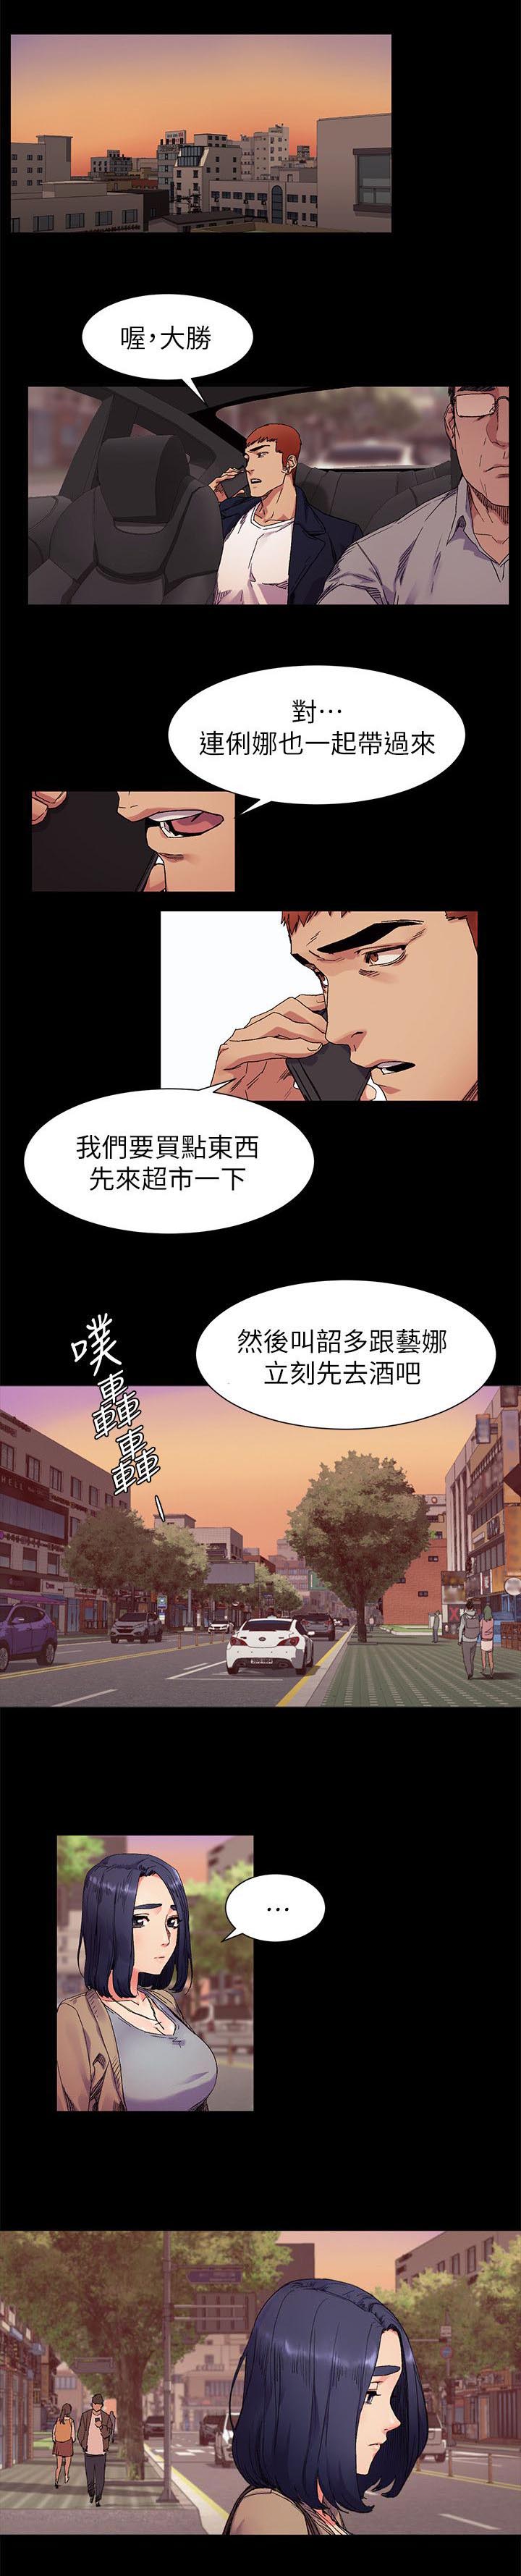 喔，大勝
對…
連俐娜也一起帶過來
我們要買點東西
先來超市一下
然後叫韶多跟藝娜
立刻先去酒吧
噗
轟轟
…